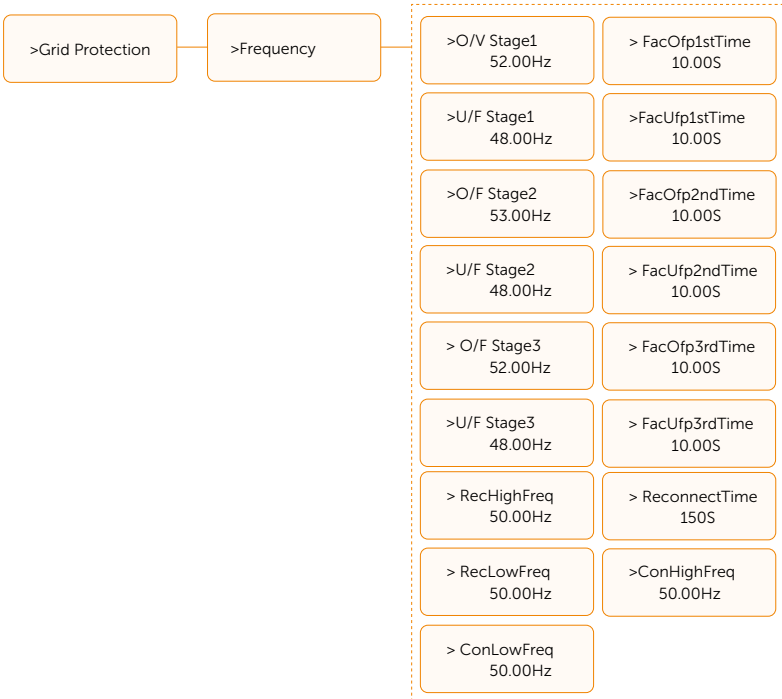 >Grid Protection
>Frequency
>O/V Stage1
52.00Hz
> FacOfp1stTime
10.00S
>U/F Stage1
48.00Hz
>FacUfp1stTime
10.00S
>O/F Stage2
53.00Hz
>FacOfp2ndTime
10.00S
>U/F Stage2
48.00Hz
> FacUfp2ndTime
10.00S
> O/F Stage3
52.00Hz
> FacOfp3rdTime
10.00S
>U/F Stage3
48.00Hz
> FacUfp3rdTime
10.00S
> RecHighFreq
50.00Hz
> ReconnectTime
150S
> RecLowFreq
50.00Hz
>ConHighFreq
50.00Hz
> ConLowFreq
50.00Hz